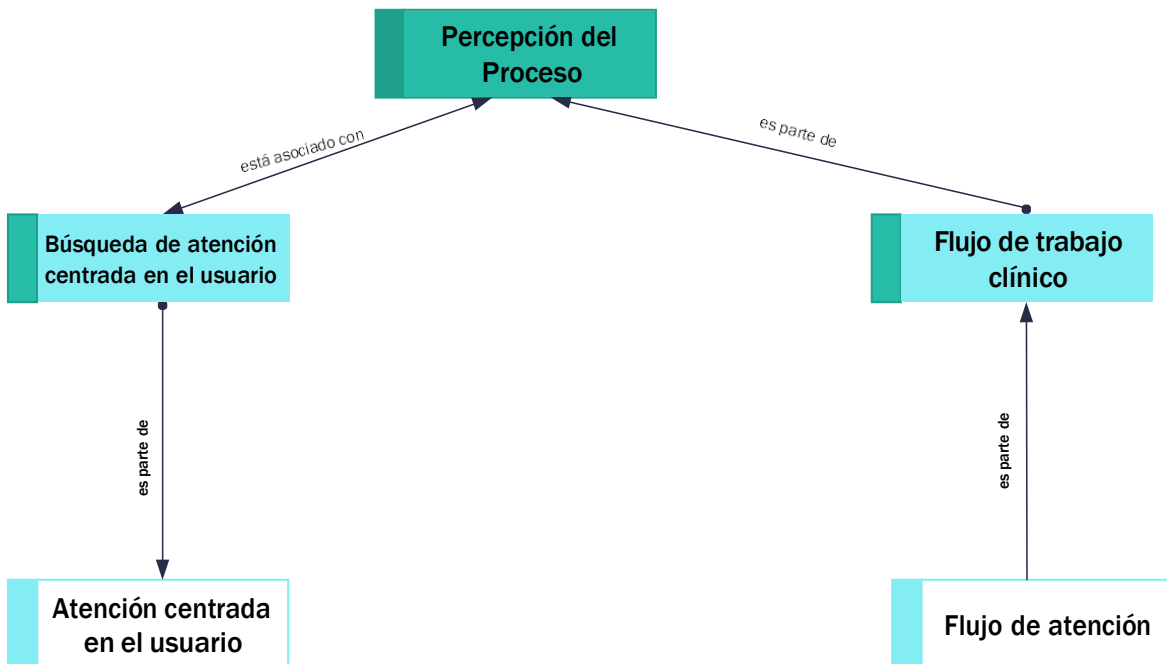 Percepción del
Proceso
está asociado con
es parte de
Búsqueda de atención
centrada en el usuario
Flujo de trabajo
clínico
es parte de
es parte de
Atención centrada
en el usuario
Flujo de atención